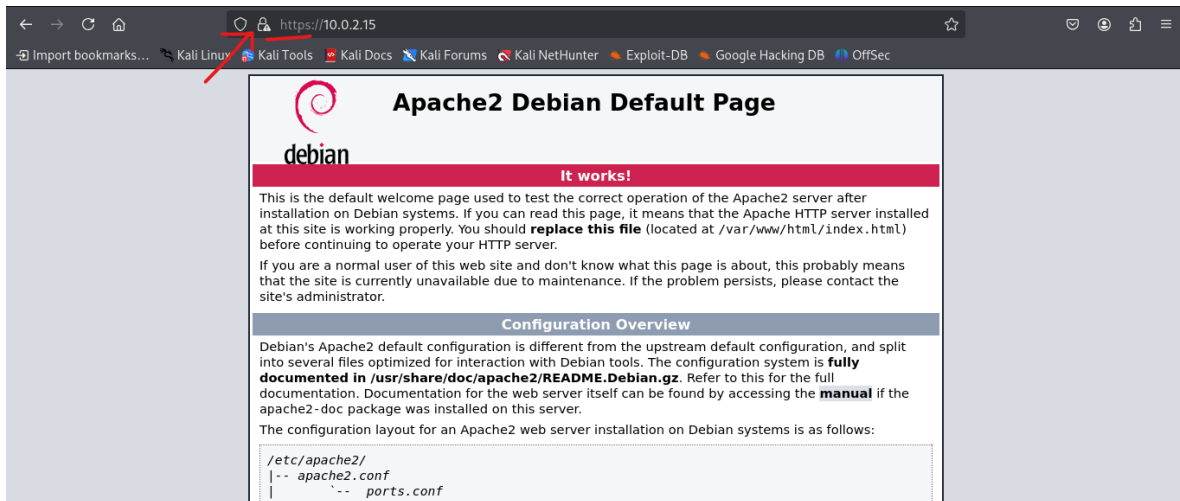 https://10.0.2.15
Import bookmarks... Kali Linux Kali Tools Kali Docs Kali Forums Kali NetHunter Exploit-DB Google Hacking DB OffSec
Apache2 Debian Default Page
debian
It works!
This is the default welcome page used to test the correct operation of the Apache2 server after
installation on Debian systems. If you can read this page, it means that the Apache HTTP server installed
at this site is working properly. You should replace this file (located at /var/www/html/index.html)
before continuing to operate your HTTP server.
If you are a normal user of this web site and don't know what this page is about, this probably means
that the site is currently unavailable due to maintenance. If the problem persists, please contact the
site's administrator.
Configuration Overview
Debian's Apache2 default configuration is different from the upstream default configuration, and split
into several files optimized for interaction with Debian tools. The configuration system is fully
documented in /usr/share/doc/apache2/README.Debian.gz. Refer to this for the full
documentation. Documentation for the web server itself can be found by accessing the manual if the
apache2-doc package was installed on this server.
The configuration layout for an Apache2 web server installation on Debian systems is as follows:
/etc/apache2/
|-- apache2.conf
|       `--  ports.conf